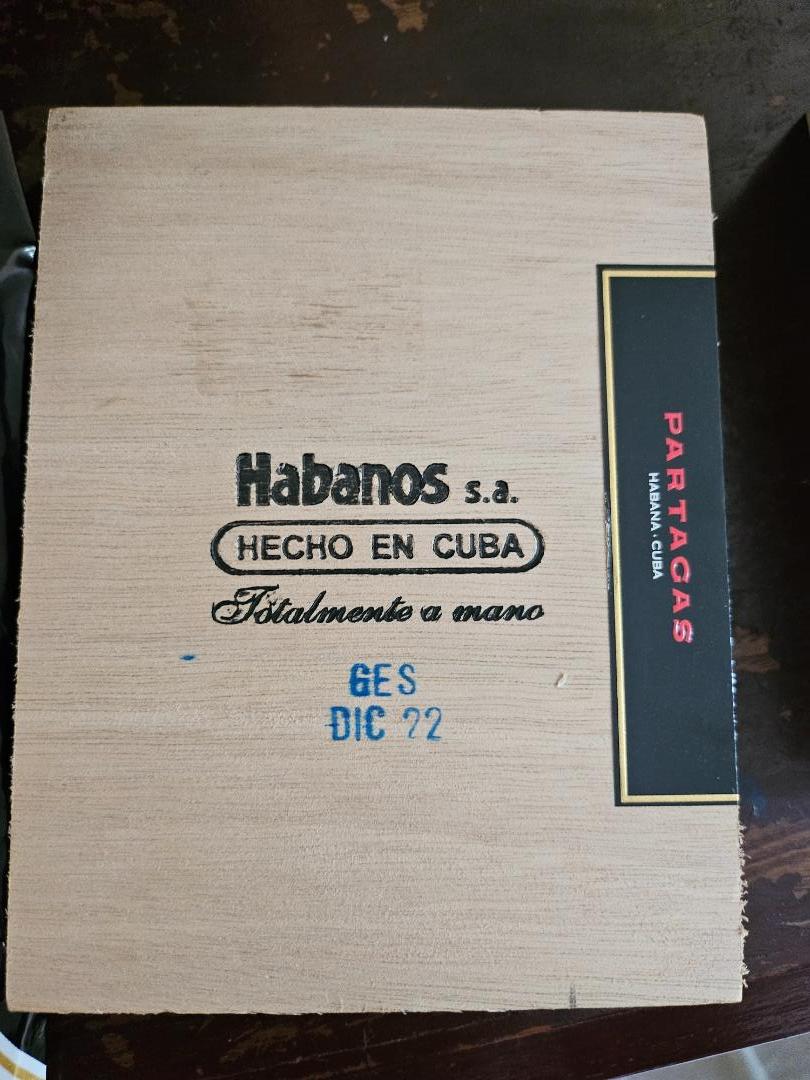 Habanos s.a.
HECHO EN CUBA
Totalmente a mano
GES
DIC 22
PARTAGAS
HABANA · CUBA